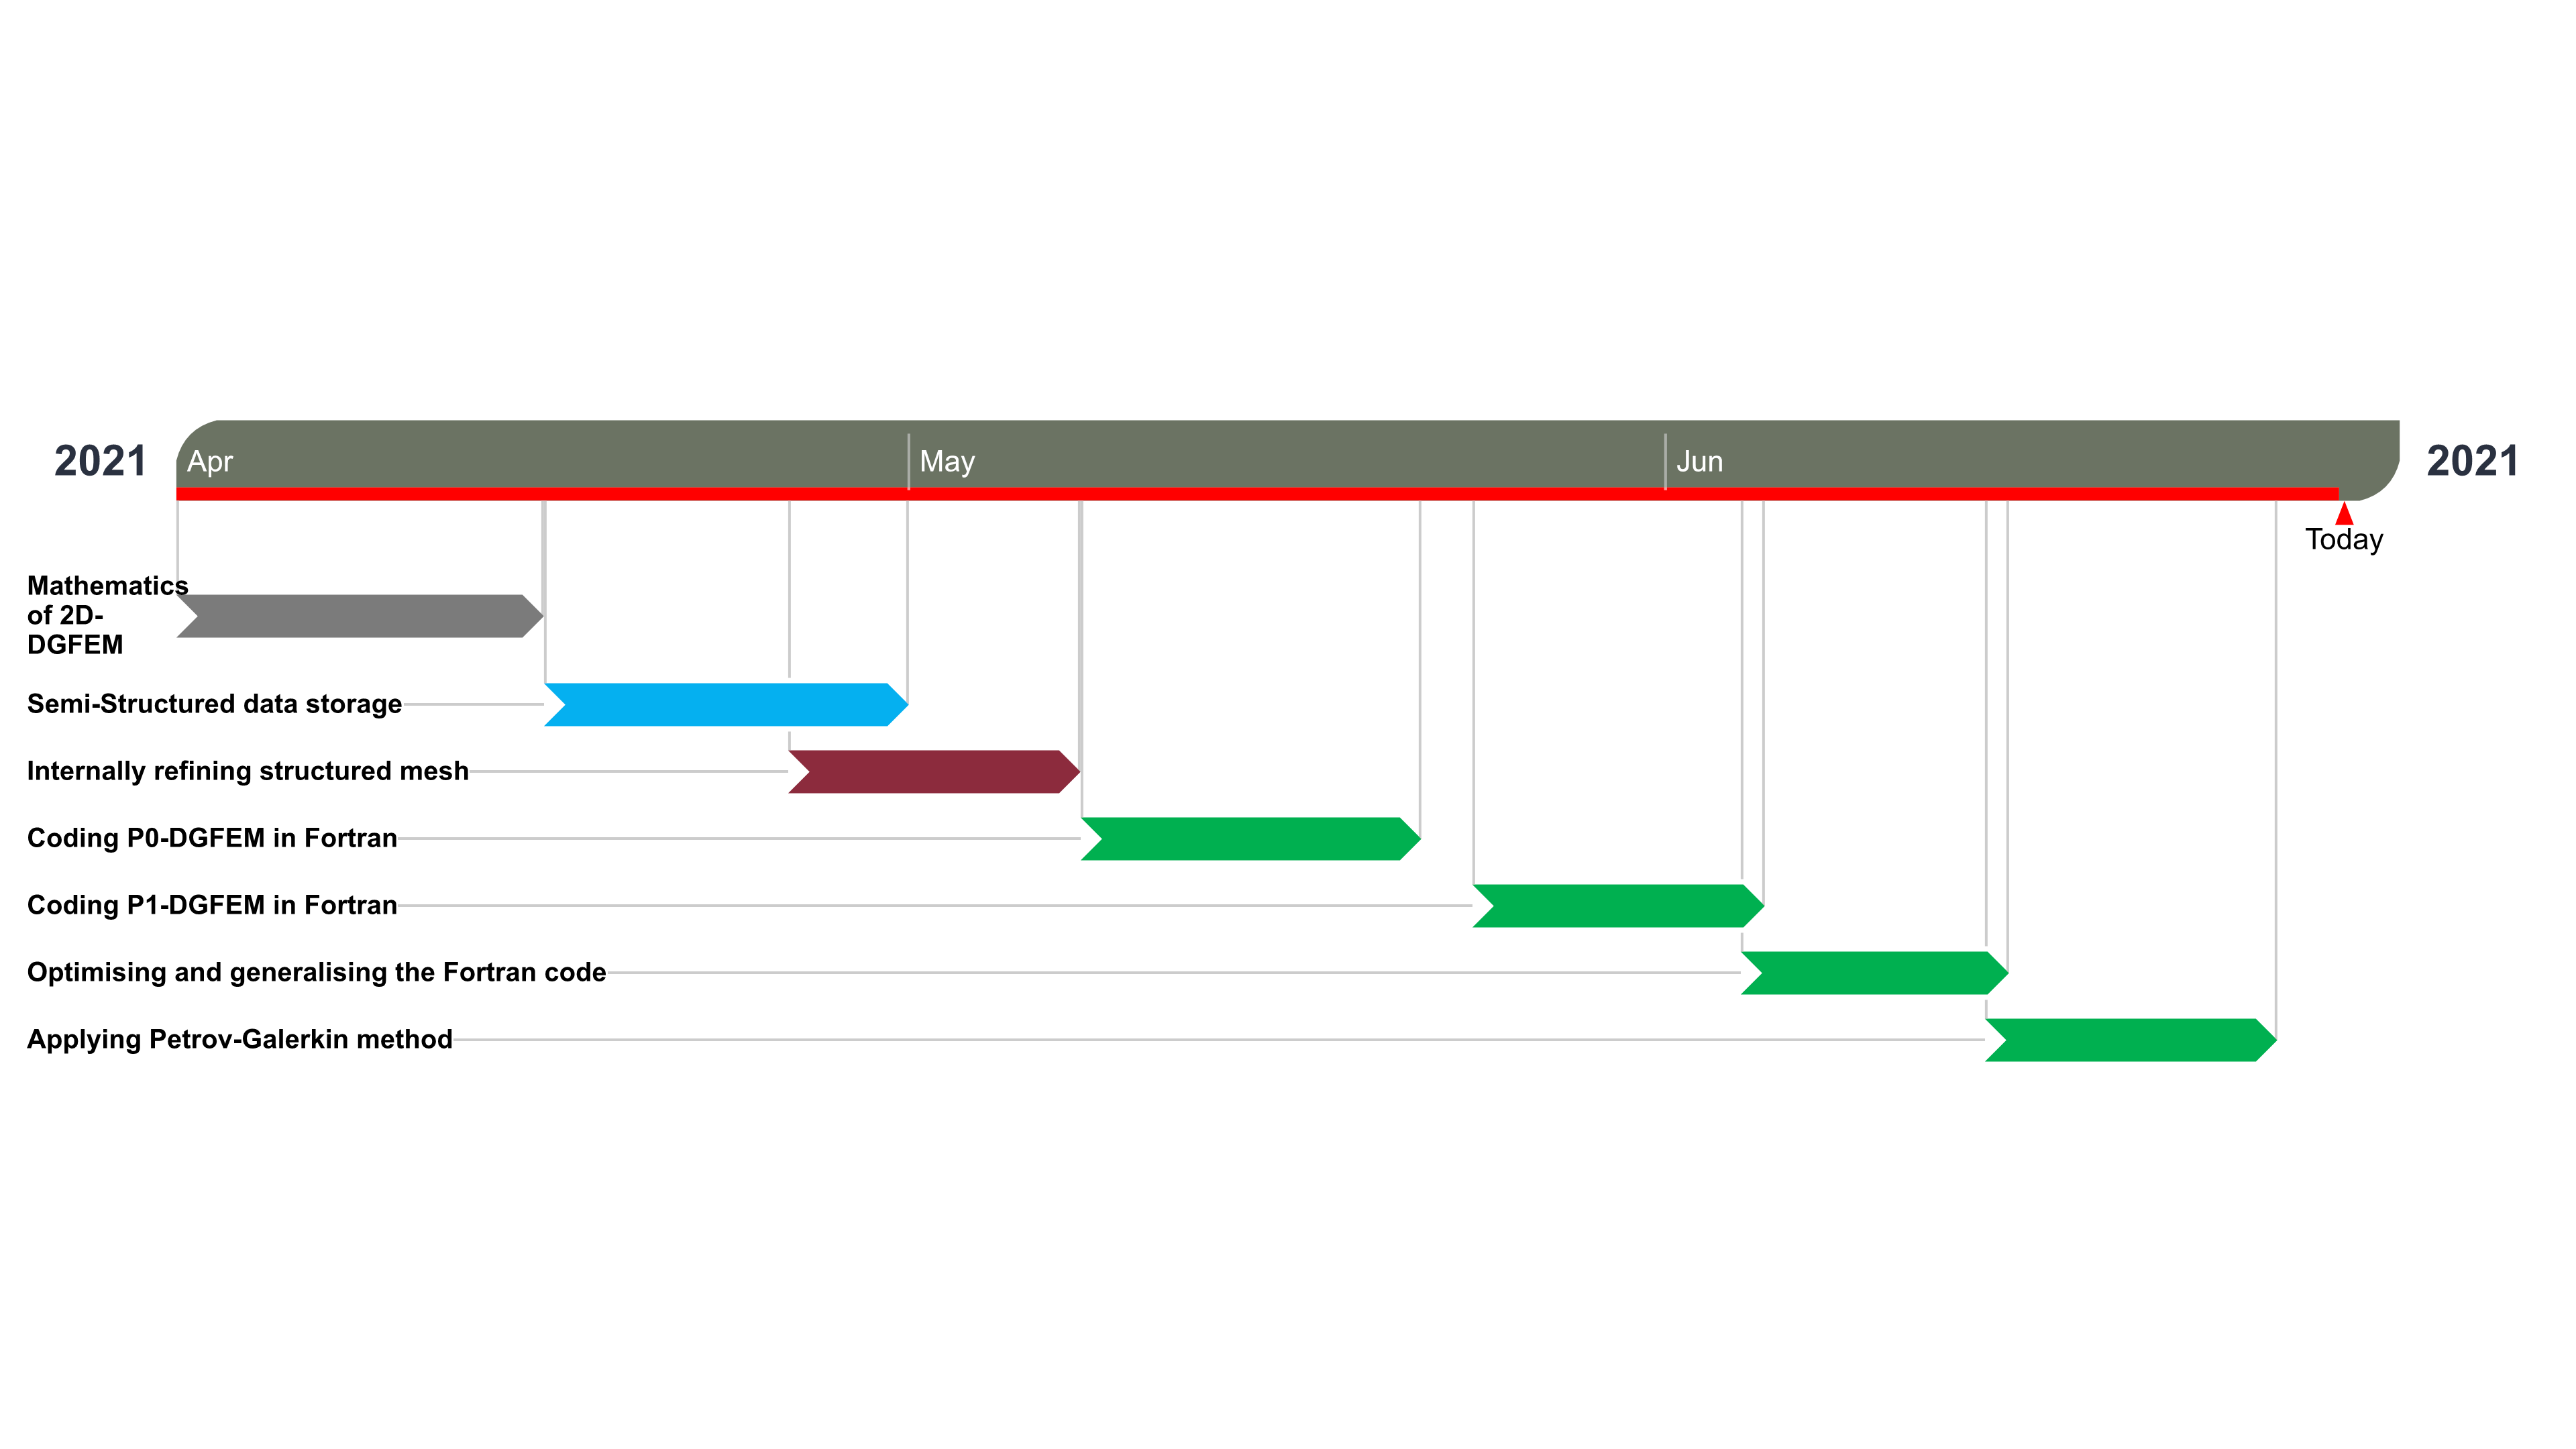 2021
Apr
May
Jun
2021
Today
Mathematics
of 2D-
DGFEM
Semi-Structured data storage
Internally refining structured mesh
Coding P0-DGFEM in Fortran
Coding P1-DGFEM in Fortran
Optimising and generalising the Fortran code
Applying Petrov-Galerkin method